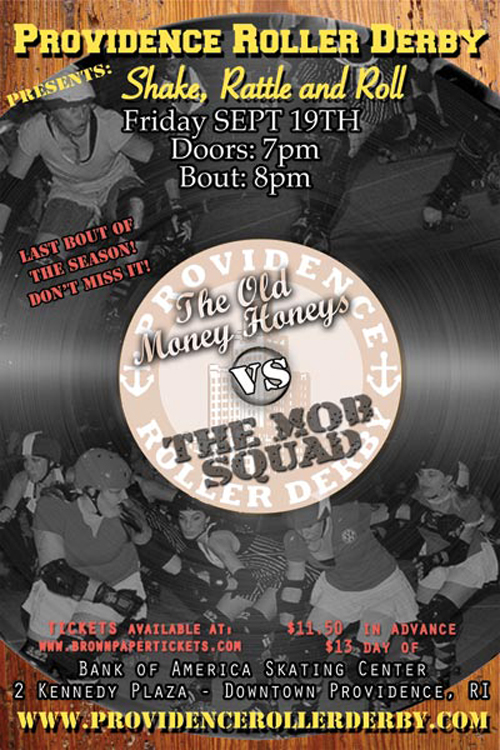 PROVIDENCE ROLLER DERBY
PRESENTS:
Shake, Rattle and Roll
Friday SEPT 19TH
Doors: 7pm
Bout: 8pm
LAST BOUT OF
THE SEASON!
DON'T MISS IT!
PROVIDENCE
The Old
Money Honeys
VS
THE MOB
SQUAD
ROLLER DERBY
TICKETS AVAILABLE AT:
WWW.BROWNPAPERTICKETS.COM
$11.50 IN ADVANCE
$13 DAY OF
BANK OF AMERICA SKATING CENTER
2 KENNEDY PLAZA - DOWNTOWN PROVIDENCE, RI
WWW.PROVIDENCEROLLERDERBY.COM